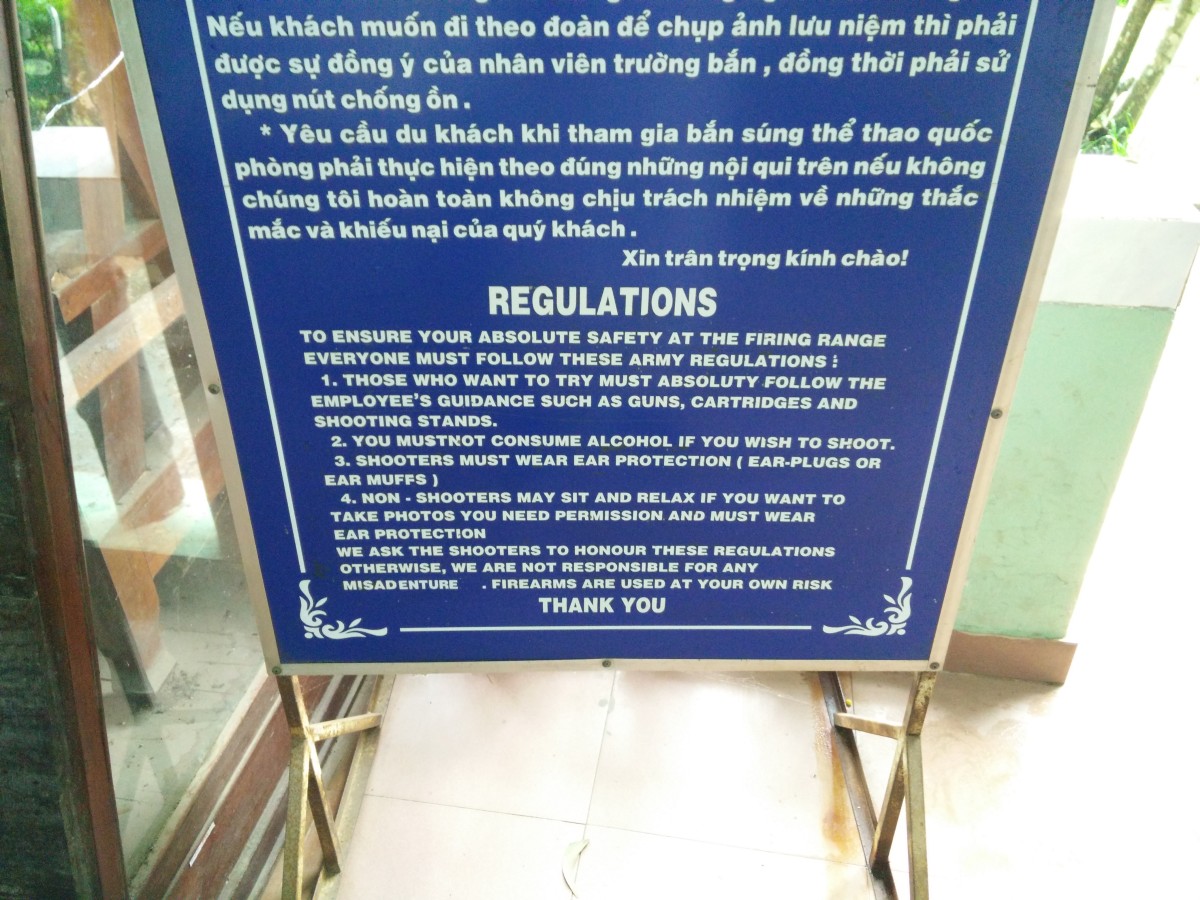 Nếu khách muốn đi theo đoàn để chụp ảnh lưu niệm thì phải
được sự đồng ý của nhân viên trường bắn , đồng thời phải sử
dụng nút chống ồn .
* Yêu cầu du khách khi tham gia bắn súng thể thao quốc
phòng phải thực hiện theo đúng những nội qui trên nếu không
chúng tôi hoàn toàn không chịu trách nhiệm về những thắc
mắc và khiếu nại của quý khách .
Xin trân trọng kính chào!
REGULATIONS
TO ENSURE YOUR ABSOLUTE SAFETY AT THE FIRING RANGE
EVERYONE MUST FOLLOW THESE ARMY REGULATIONS :
1. THOSE WHO WANT TO TRY MUST ABSOLUTY FOLLOW THE
EMPLOYEE'S GUIDANCE SUCH AS GUNS, CARTRIDGES AND
SHOOTING STANDS.
2. YOU MUSTNOT CONSUME ALCOHOL IF YOU WISH TO SHOOT.
3. SHOOTERS MUST WEAR EAR PROTECTION ( EAR-PLUGS OR
EAR MUFFS )
4. NON - SHOOTERS MAY SIT AND RELAX IF YOU WANT TO
TAKE PHOTOS YOU NEED PERMISSION AND MUST WEAR
EAR PROTECTION
WE ASK THE SHOOTERS TO HONOUR THESE REGULATIONS
OTHERWISE, WE ARE NOT RESPONSIBLE FOR ANY
MISADENTURE . FIREARMS ARE USED AT YOUR OWN RISK
THANK YOU